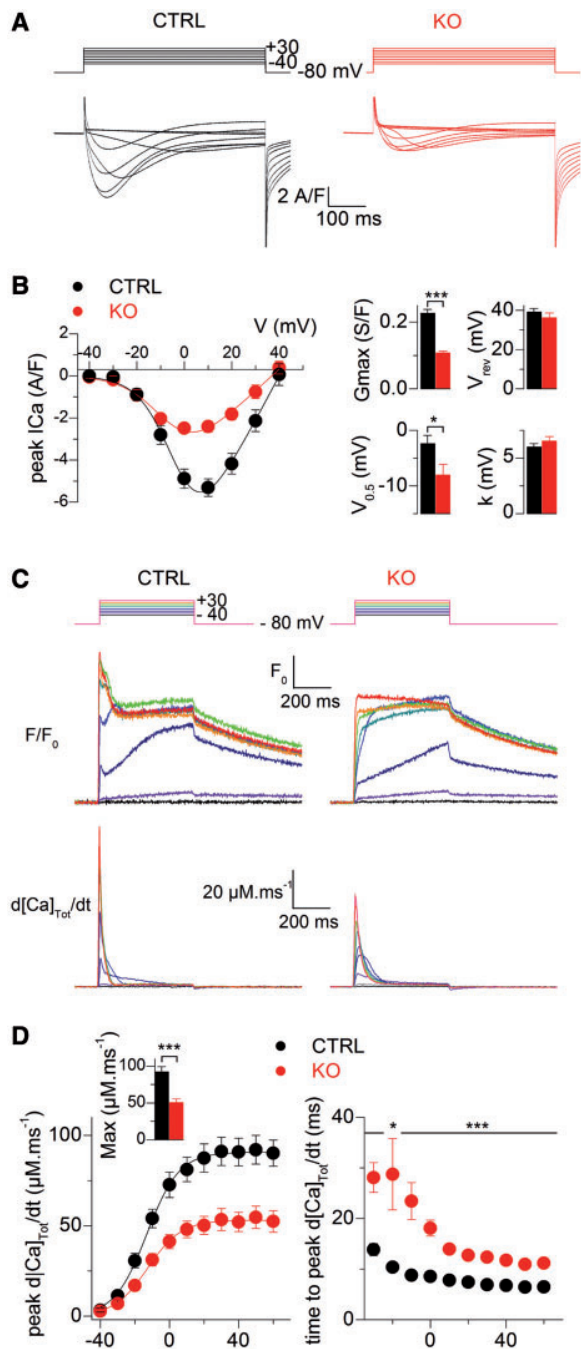 A
CTRL
KO
+30
-40
-80 mV
2 A/F
100 ms
B
CTRL
KO
V (mV)
2
0
-2
-4
-6
-40
-20
0
20
40
peak ICa (A/F)
***
Gmax (S/F)
0.2
0.0
Vrev (mV)
40
20
0
*
V0.5 (mV)
0
-10
k (mV)
5
0
C
CTRL
KO
+30
- 40
- 80 mV
F0
200 ms
F/F0
20 µM.ms-1
200 ms
d[Ca]Tot/dt
D
CTRL
KO
***
Max (µM.ms-1)
100
50
0
peak d[Ca]Tot/dt (µM.ms-1)
100
50
0
-40
0
40
* ***
time to peak d[Ca]Tot/dt (ms)
40
20
0
0
40